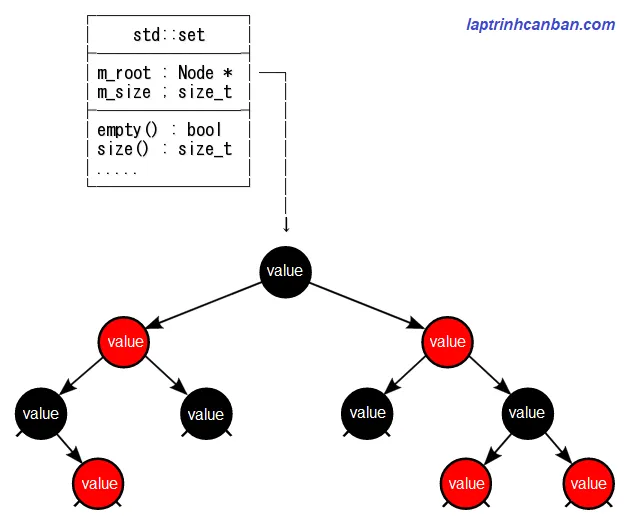 laptrinhcanban.com
std::set
m_root : Node *
m_size ; size_t
empty() : bool
size() : size_t
.....
value
value
value
value
value
value
value
value
value
value